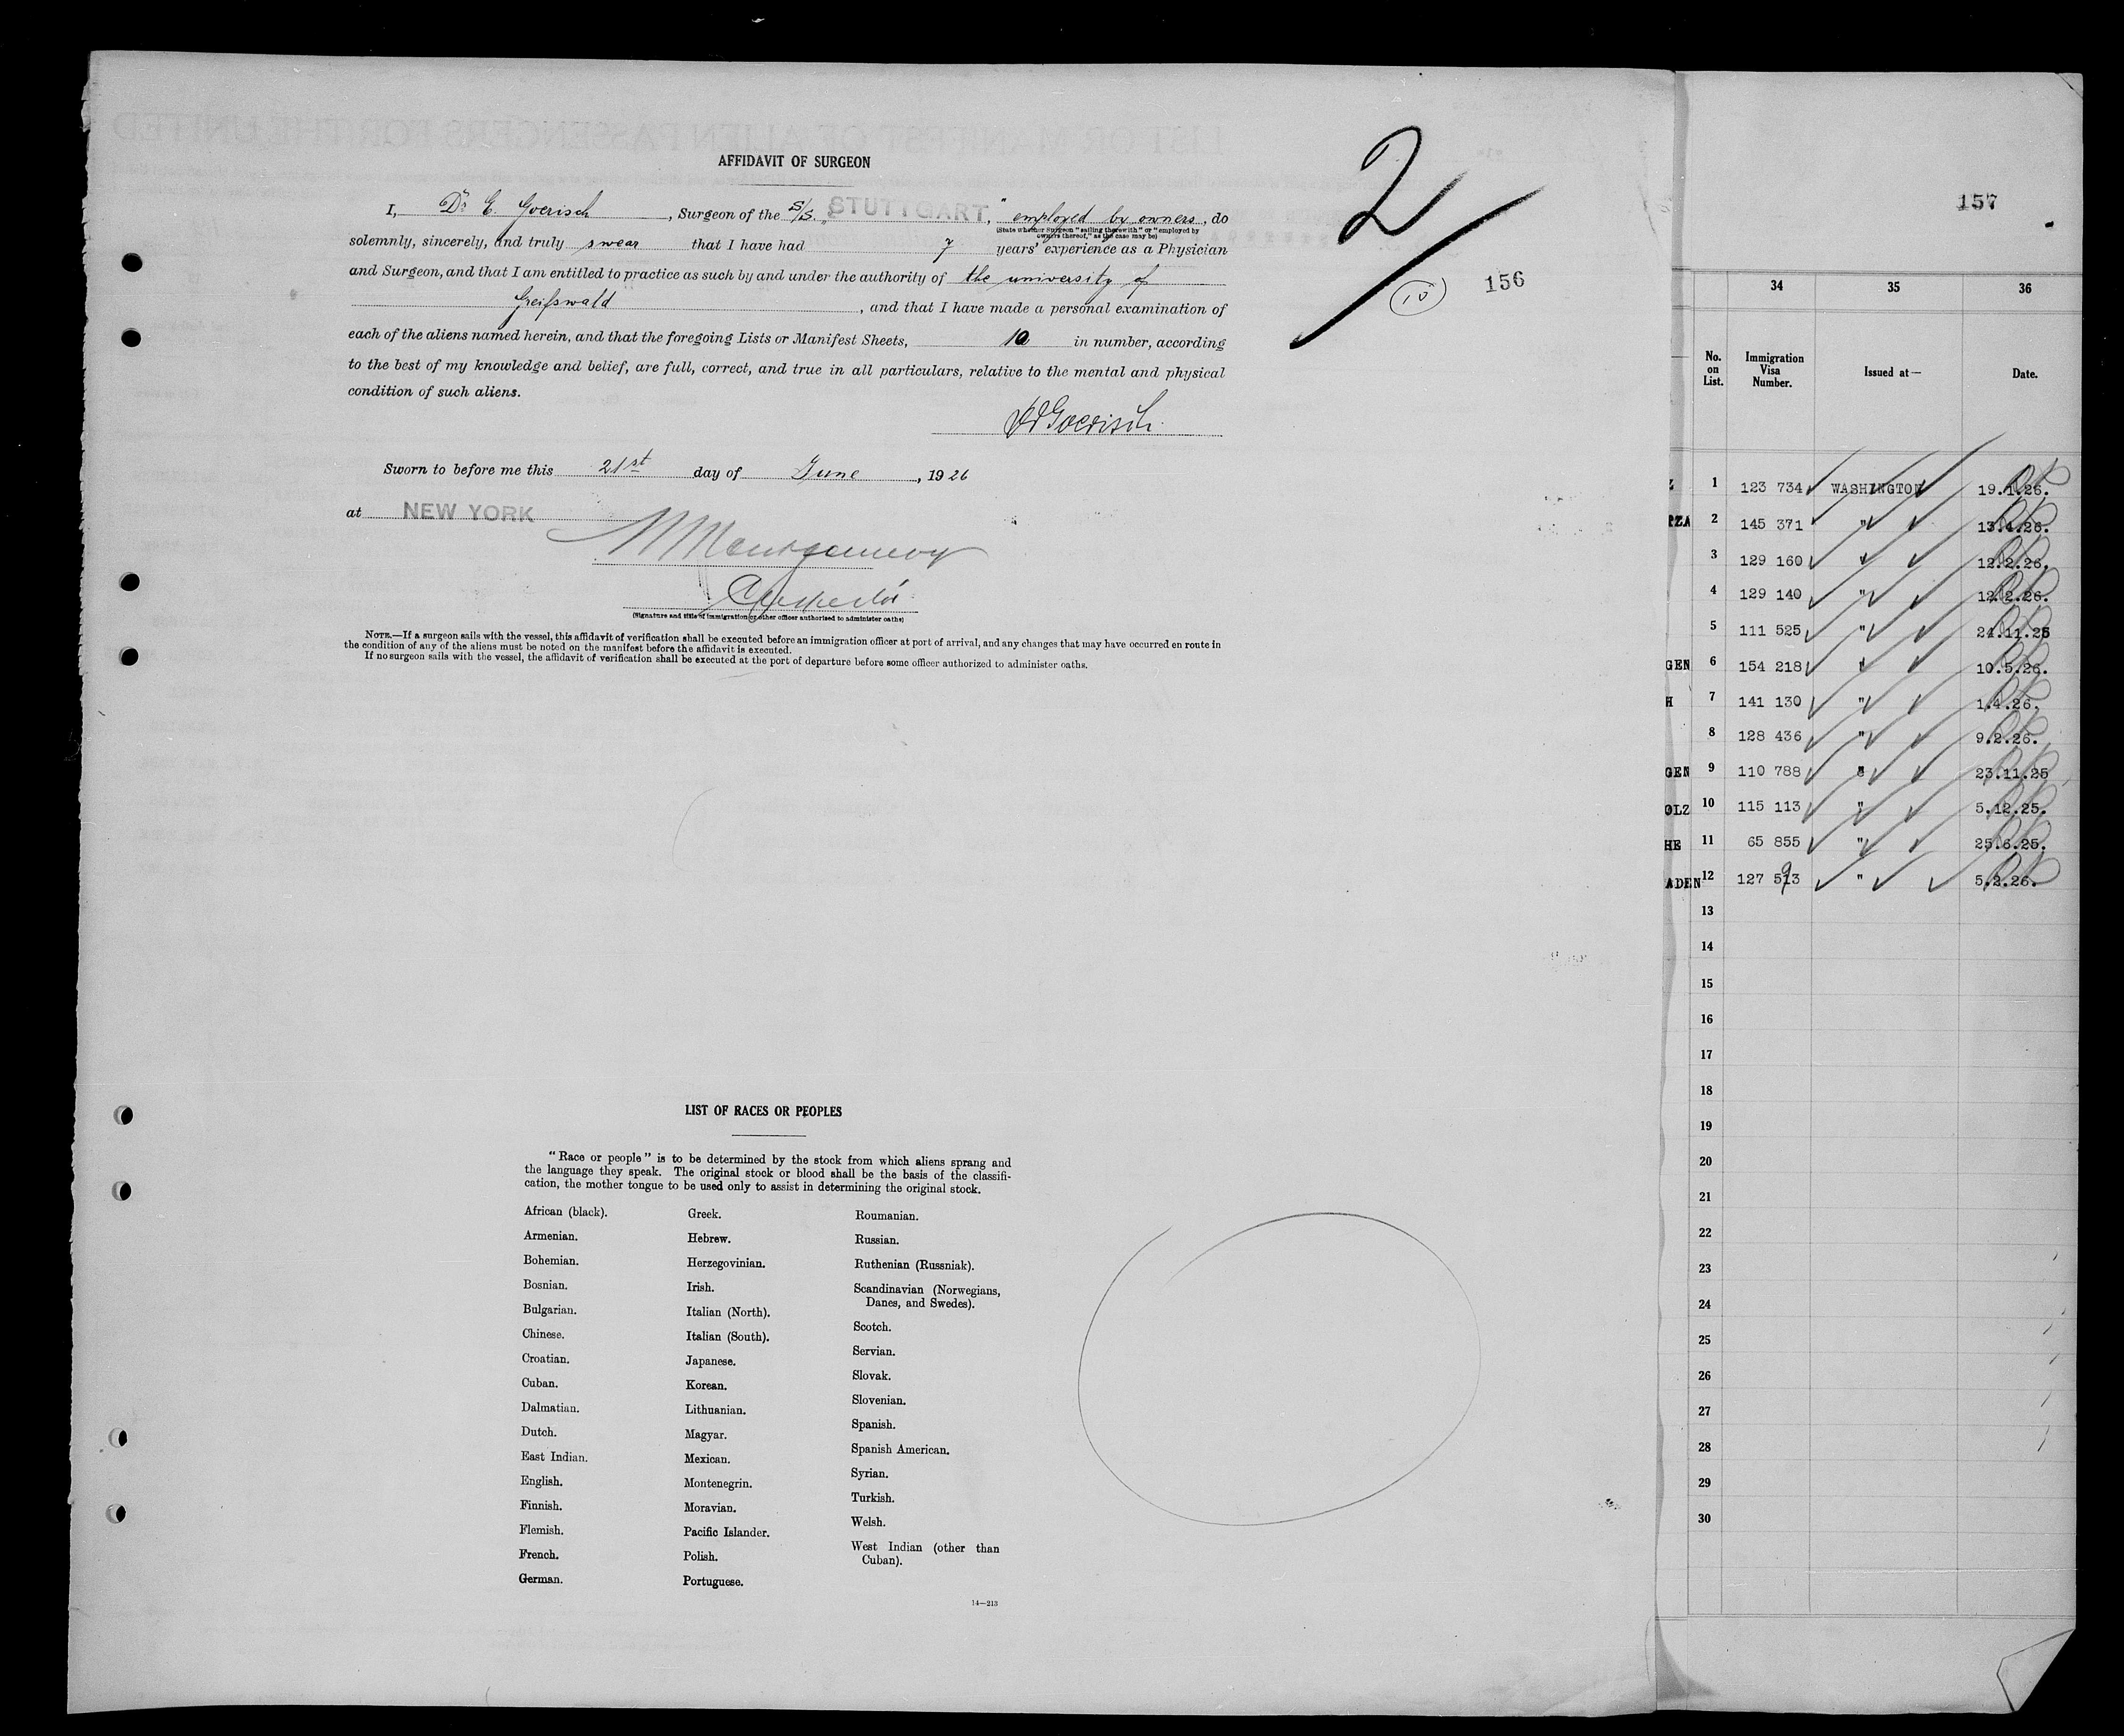 AFFIDAVIT OF SURGEON
I, Dr E. Goerisch, Surgeon of the S/S. "STUTTGART," employed by owners, do
(State whether Surgeon "sailing therewith" or "employed by
owners thereof," as the case may be)
solemnly, sincerely, and truly swear that I have had 7 years' experience as a Physician
and Surgeon, and that I am entitled to practice as such by and under the authority of the university of
Greifswald, and that I have made a personal examination of
each of the aliens named herein, and that the foregoing Lists or Manifest Sheets, 10 in number, according
to the best of my knowledge and belief, are full, correct, and true in all particulars, relative to the mental and physical
condition of such aliens.
Goerisch
Sworn to before me this 21st day of June, 1926
at NEW YORK
Montgomery
(Signature and title of immigration or other officer authorized to administer oaths)
NOTE.—If a surgeon sails with the vessel, this affidavit of verification shall be executed before an immigration officer at port of arrival, and any changes that may have occurred en route in
the condition of any of the aliens must be noted on the manifest before the affidavit is executed.
If no surgeon sails with the vessel, the affidavit of verification shall be executed at the port of departure before some officer authorized to administer oaths.
2
10
156
LIST OF RACES OR PEOPLES
"Race or people" is to be determined by the stock from which aliens sprang and
the language they speak. The original stock or blood shall be the basis of the classifi-
cation, the mother tongue to be used only to assist in determining the original stock.
African (black).
Armenian.
Bohemian.
Bosnian.
Bulgarian.
Chinese.
Croatian.
Cuban.
Dalmatian.
Dutch.
East Indian.
English.
Finnish.
Flemish.
French.
German.
Greek.
Hebrew.
Herzegovinian.
Irish.
Italian (North).
Italian (South).
Japanese.
Korean.
Lithuanian.
Magyar.
Mexican.
Montenegrin.
Moravian.
Pacific Islander.
Polish.
Portuguese.
Roumanian.
Russian.
Ruthenian (Russniak).
Scandinavian (Norwegians,
Danes, and Swedes).
Scotch.
Servian.
Slovak.
Slovenian.
Spanish.
Spanish American.
Syrian.
Turkish.
Welsh.
West Indian (other than
Cuban).
14—213
157
34 35 36
No. on List. Immigration Visa Number. Issued at— Date.
Z 1 123 734 WASHINGTON 19.1.26.
RZA 2 145 371 " 13.4.26.
3 129 160 " 12.2.26.
4 129 140 " 12.2.26.
5 111 525 " 24.11.25
GEN 6 154 218 " 10.5.26.
H 7 141 130 " 1.4.26.
8 128 436 " 9.2.26.
GEN 9 110 788 " 23.11.25
OLZ 10 115 113 " 5.12.25.
HE 11 65 855 " 25.6.25.
ADEN 12 127 513 " 5.2.26.
13
14
15
16
17
18
19
20
21
22
23
24
25
26
27
28
29
30